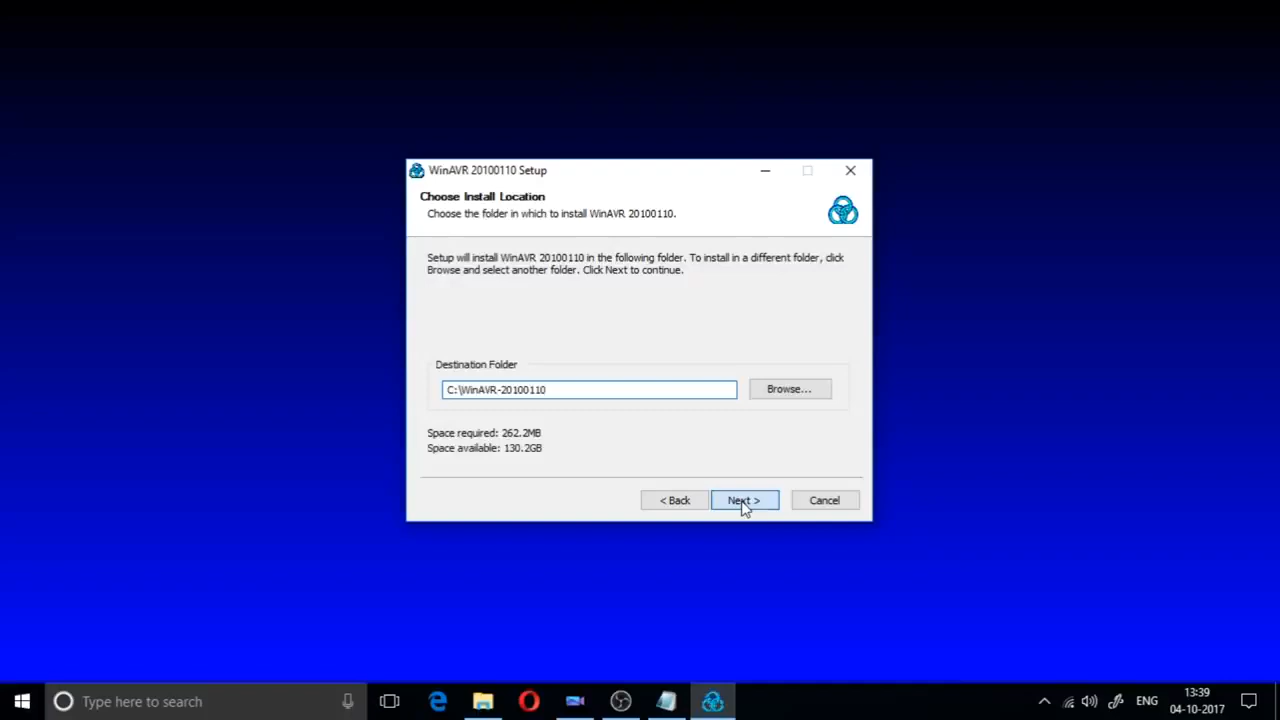 WinAVR 20100110 Setup
Choose Install Location
Choose the folder in which to install WinAVR 20100110.
Setup will install WinAVR 20100110 in the following folder. To install in a different folder, click
Browse and select another folder. Click Next to continue.
Destination Folder
C:\WinAVR-20100110
Browse...
Space required: 262.2MB
Space available: 130.2GB
< Back
Next >
Cancel
Type here to search
ENG
13:39
04-10-2017